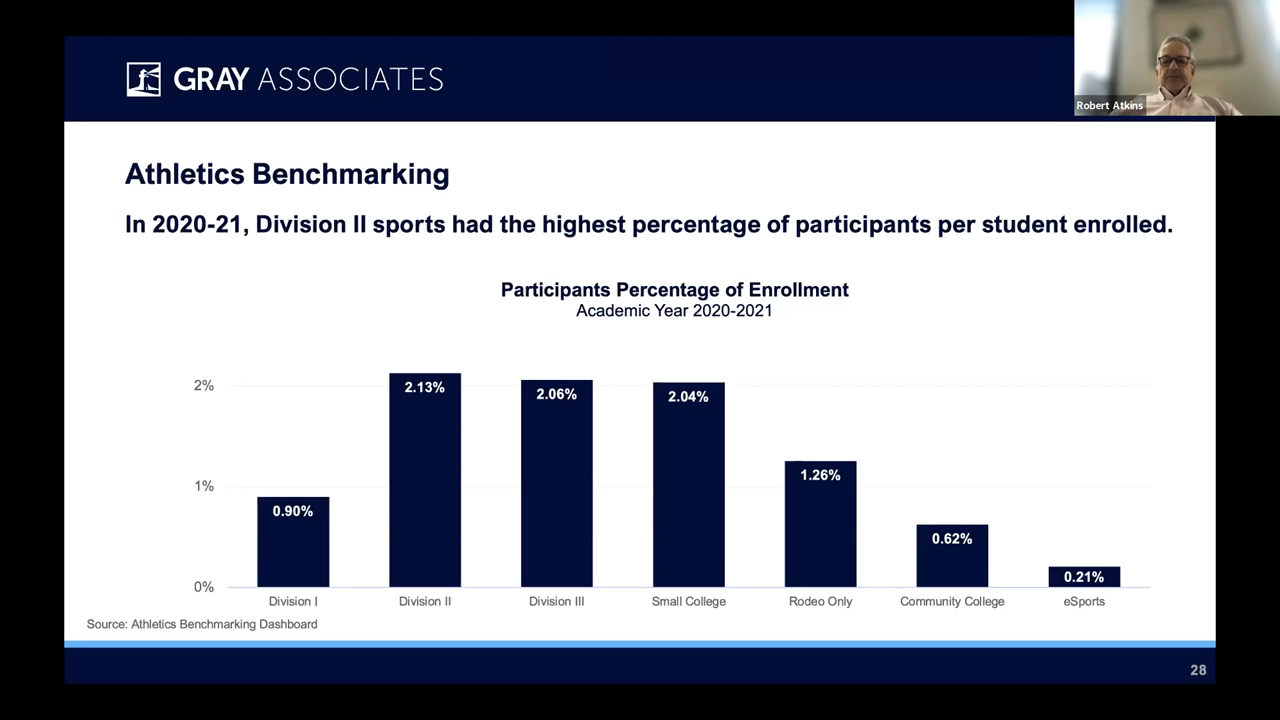 GRAY ASSOCIATES
Robert Atkins
Athletics Benchmarking
In 2020-21, Division II sports had the highest percentage of participants per student enrolled.
Participants Percentage of Enrollment
Academic Year 2020-2021
2%
1%
0%
0.90%
2.13%
2.06%
2.04%
1.26%
0.62%
0.21%
Division I
Division II
Division III
Small College
Rodeo Only
Community College
eSports
Source: Athletics Benchmarking Dashboard
28